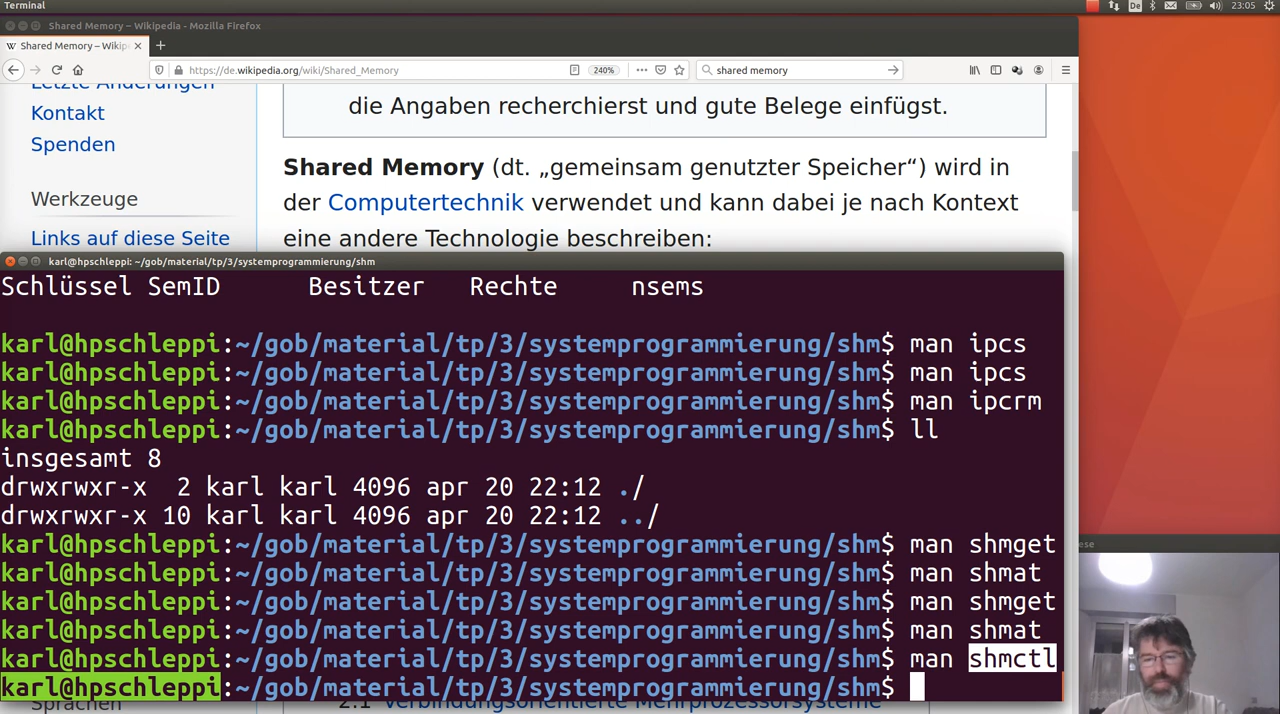 Terminal
De
23:05
Shared Memory – Wikipedia - Mozilla Firefox
Shared Memory – Wikip
https://de.wikipedia.org/wiki/Shared_Memory
240%
shared memory
Letzte Änderungen
Kontakt
Spenden
Werkzeuge
Links auf diese Seite
die Angaben recherchierst und gute Belege einfügst.
Shared Memory (dt. „gemeinsam genutzter Speicher“) wird in
der Computertechnik verwendet und kann dabei je nach Kontext
eine andere Technologie beschreiben:
karl@hpschleppi: ~/gob/material/tp/3/systemprogrammierung/shm
Schlüssel SemID Besitzer Rechte nsems
karl@hpschleppi:~/gob/material/tp/3/systemprogrammierung/shm$ man ipcs
karl@hpschleppi:~/gob/material/tp/3/systemprogrammierung/shm$ man ipcs
karl@hpschleppi:~/gob/material/tp/3/systemprogrammierung/shm$ man ipcrm
karl@hpschleppi:~/gob/material/tp/3/systemprogrammierung/shm$ ll
insgesamt 8
drwxrwxr-x 2 karl karl 4096 apr 20 22:12 ./
drwxrwxr-x 10 karl karl 4096 apr 20 22:12 ../
karl@hpschleppi:~/gob/material/tp/3/systemprogrammierung/shm$ man shmget
karl@hpschleppi:~/gob/material/tp/3/systemprogrammierung/shm$ man shmat
karl@hpschleppi:~/gob/material/tp/3/systemprogrammierung/shm$ man shmget
karl@hpschleppi:~/gob/material/tp/3/systemprogrammierung/shm$ man shmat
karl@hpschleppi:~/gob/material/tp/3/systemprogrammierung/shm$ man shmctl
karl@hpschleppi:~/gob/material/tp/3/systemprogrammierung/shm$
Sprachen
2.1 Verbindungsorientierte Mehrprozessorsysteme